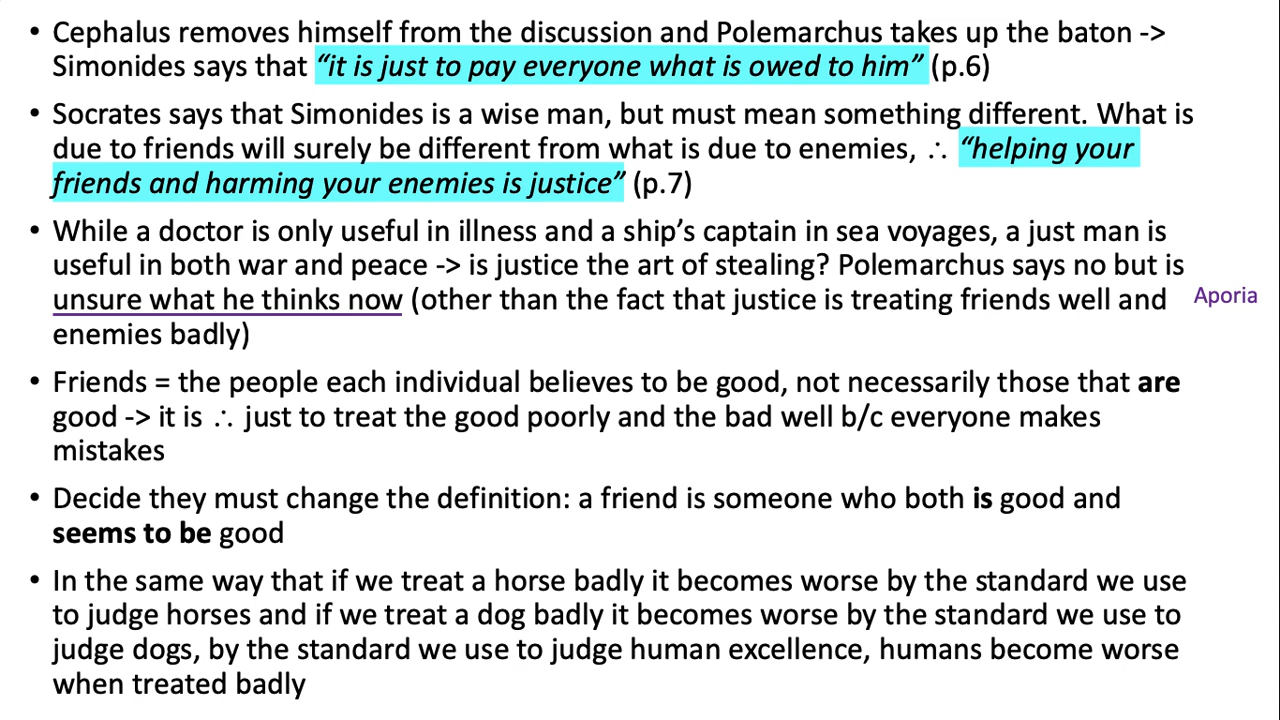 • Cephalus removes himself from the discussion and Polemarchus takes up the baton ->
Simonides says that “it is just to pay everyone what is owed to him” (p.6)
• Socrates says that Simonides is a wise man, but must mean something different. What is
due to friends will surely be different from what is due to enemies, ∴ “helping your
friends and harming your enemies is justice” (p.7)
• While a doctor is only useful in illness and a ship’s captain in sea voyages, a just man is
useful in both war and peace -> is justice the art of stealing? Polemarchus says no but is
unsure what he thinks now (other than the fact that justice is treating friends well and
Aporia
enemies badly)
• Friends = the people each individual believes to be good, not necessarily those that are
good -> it is ∴ just to treat the good poorly and the bad well b/c everyone makes
mistakes
• Decide they must change the definition: a friend is someone who both is good and
seems to be good
• In the same way that if we treat a horse badly it becomes worse by the standard we use
to judge horses and if we treat a dog badly it becomes worse by the standard we use to
judge dogs, by the standard we use to judge human excellence, humans become worse
when treated badly